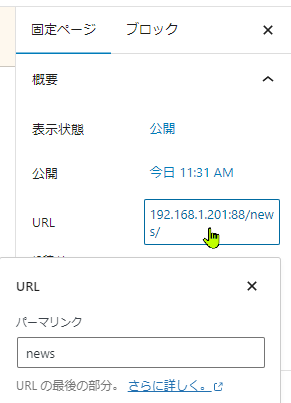 固定ページ ブロック
概要
表示状態 公開
公開 今日 11:31 AM
URL 192.168.1.201:88/new
s/
URL
パーマリンク
news
URL の最後の部分。 さらに詳しく。